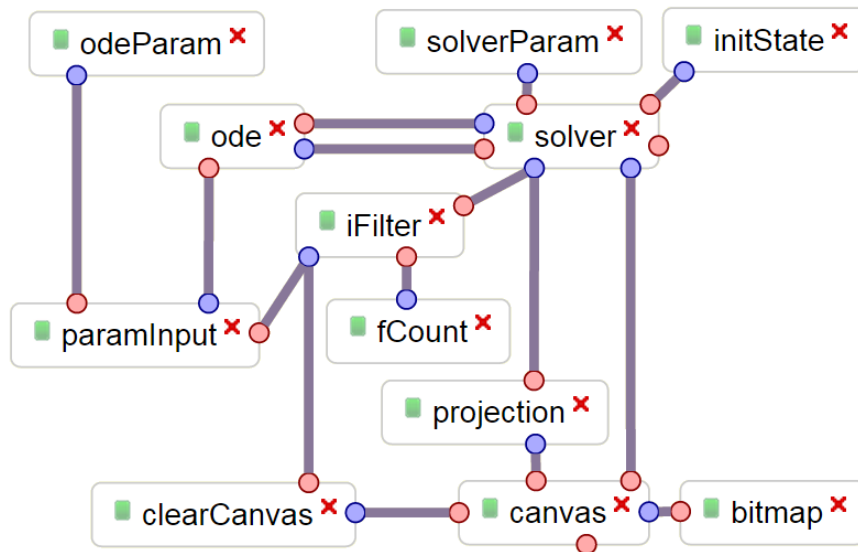 odeParam
solverParam
initState
ode
solver
iFilter
paramInput
fCount
projection
clearCanvas
canvas
bitmap